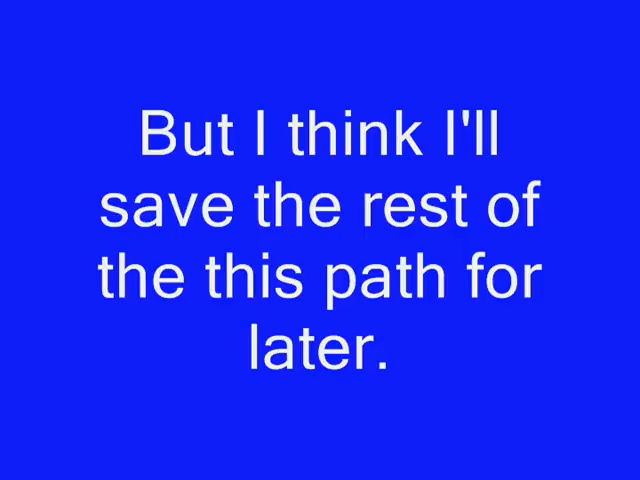 But I think I'll
save the rest of
the this path for
later.